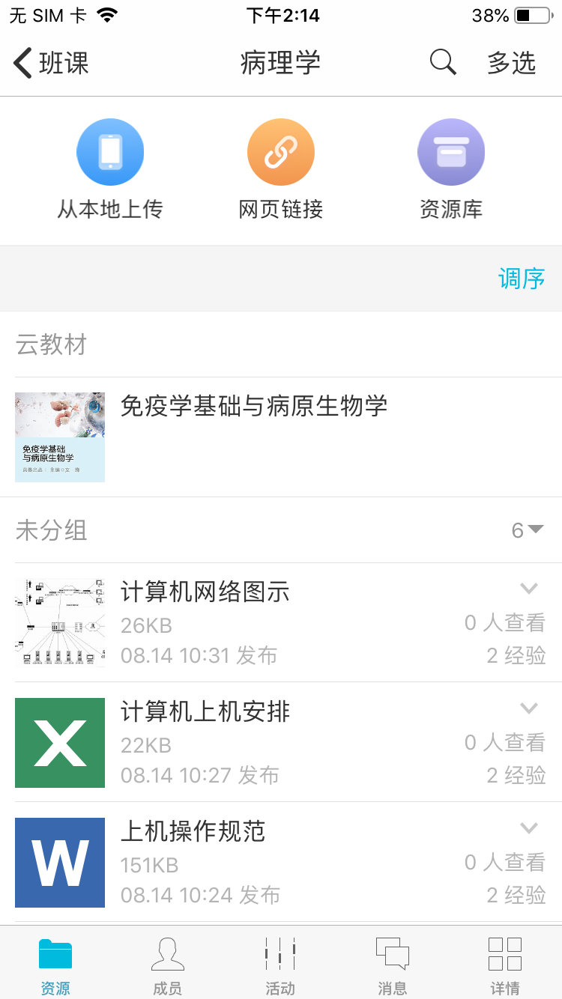 无 SIM 卡
下午2:14
38%
班课
病理学
多选
从本地上传
网页链接
资源库
调序
云教材
免疫学基础与病原生物学
免疫学基础
与病原生物学
未分组
6
计算机网络图示
26KB
0 人查看
08.14 10:31 发布
2 经验
计算机上机安排
X
22KB
0 人查看
08.14 10:27 发布
2 经验
上机操作规范
W
151KB
0 人查看
08.14 10:24 发布
2 经验
资源
成员
活动
消息
详情